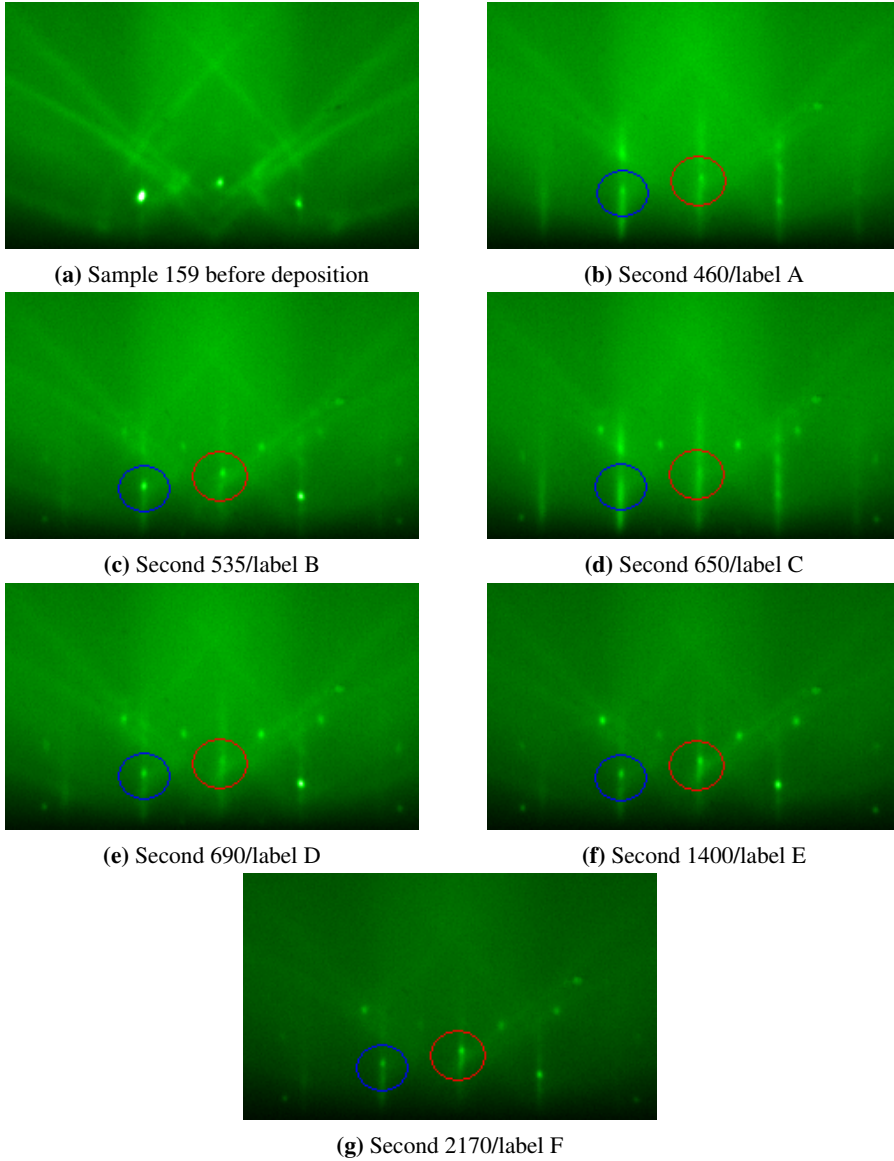 (a) Sample 159 before deposition
(b) Second 460/label A
(c) Second 535/label B
(d) Second 650/label C
(e) Second 690/label D
(f) Second 1400/label E
(g) Second 2170/label F